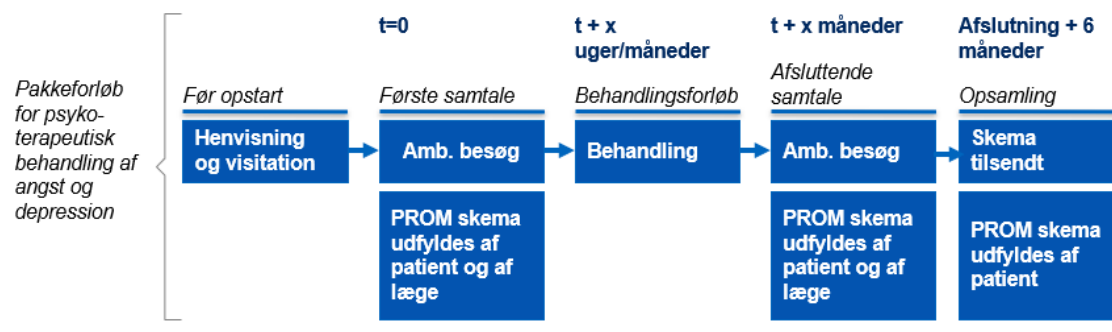 t=0
t + x
uger/måneder
t + x måneder
Afslutning + 6
måneder
Pakkeforløb
for psyko-
terapeutisk
behandling af
angst og
depression
Før opstart
Første samtale
Behandlingsforløb
Afsluttende
samtale
Opsamling
Henvisning
og visitation
Amb. besøg
Behandling
Amb. besøg
Skema
tilsendt
PROM skema
udfyldes af
patient og af
læge
PROM skema
udfyldes af
patient og af
læge
PROM skema
udfyldes af
patient